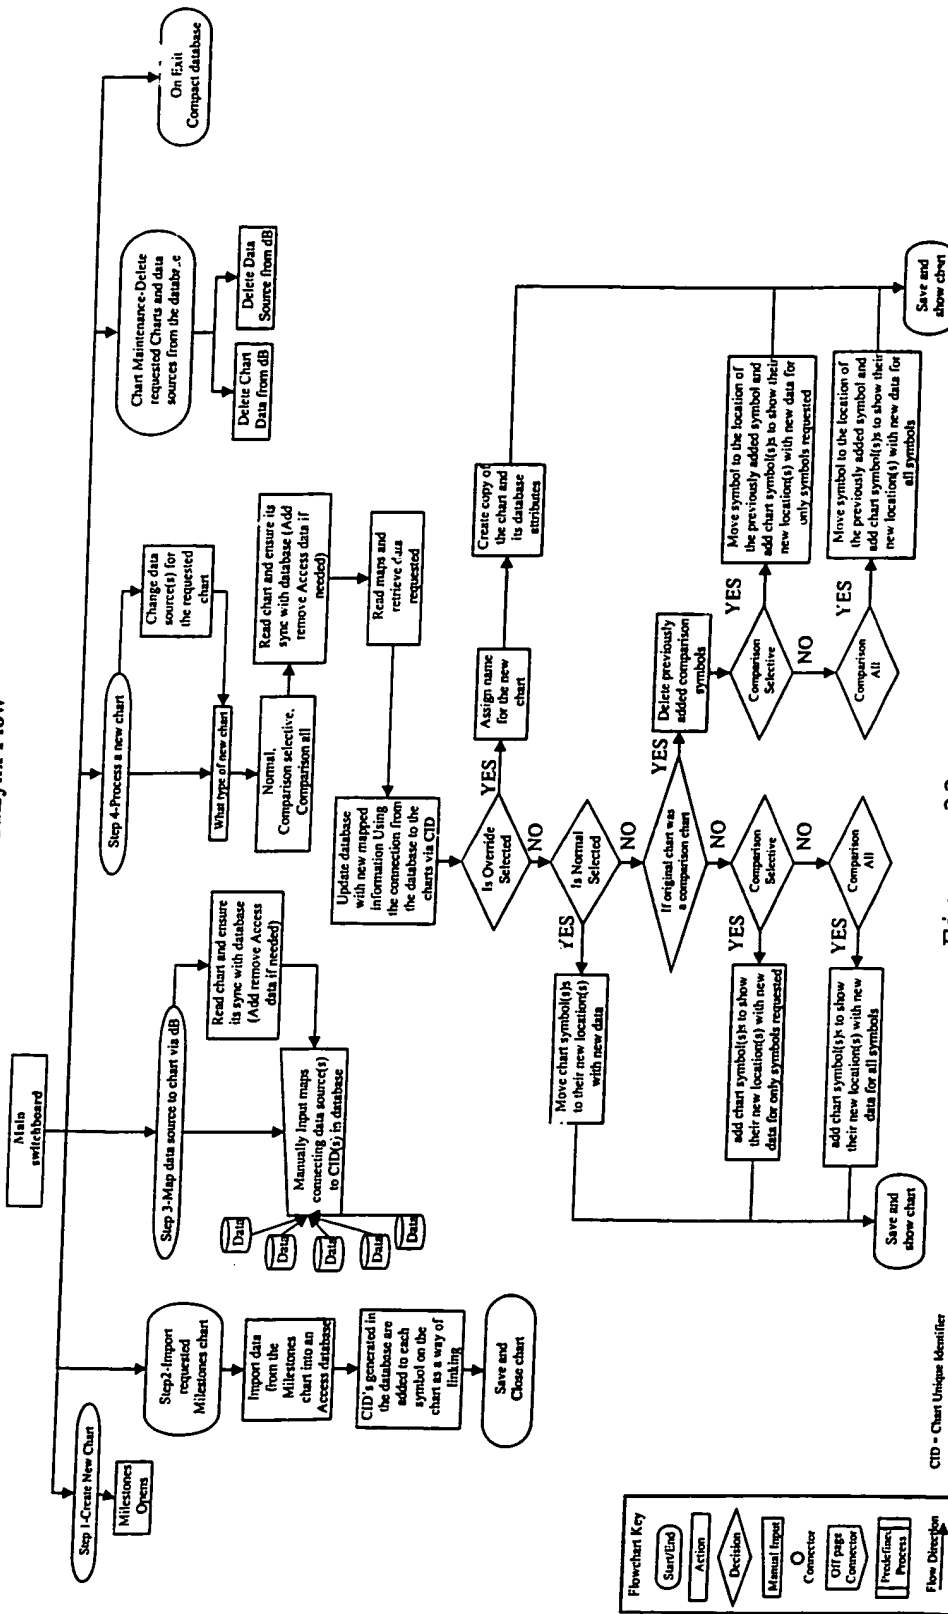 Main
switchboard
Step 1-Create New Chart
Milestones
Opens
Step2-Import
requested
Milestones chart
Import data
from the
Milestones
chart into an
Access database
CID's generated in
the database are
added to each
symbol on the
chart as a way of
linking
Save and
Close chart
Step 3-Map data source to chart via dB
Read chart and ensure
its sync with database
(Add remove Access
data if needed)
Manually Input maps
connecting data source(s)
to CID(s) in database
Data
Data
Data
Data
Data
Step 4-Process a new chart
Change data
source(s) for
the requested
chart
What type of new chart
Normal,
Comparison selective,
Comparison all
Read chart and ensure its
sync with database (Add
remove Access data if
needed)
Read maps and
retrieve data
requested
Update database
with new mapped
information Using
the connection from
the database to the
charts via CID
Is Override
Selected
YES
Assign name
for the new
chart
Create copy of
the chart and
its database
attributes
NO
Is Normal
Selected
YES
Move chart symbol(s)s
to their new location(s)
with new data
NO
If original chart was
a comparison chart
YES
Delete previously
added comparison
symbols
NO
Comparison
Selective
YES
add chart symbol(s)s to show
their new location(s) with new
data for only symbols requested
NO
Comparison
All
YES
add chart symbol(s)s to show
their new location(s) with new
data for all symbols
Save and
show chart
Comparison
Selective
YES
Move symbol to the location of
the previously added symbol and
add chart symbol(s)s to show their
new location(s) with new data for
only symbols requested
NO
Comparison
All
YES
Move symbol to the location of
the previously added symbol and
add chart symbol(s)s to show their
new location(s) with new data for
all symbols
Save and
show chart
Chart Maintenance-Delete
requested Charts and data
sources from the
Delete Chart
Data from dB
Delete Data
Source from dB
On Exit
Compact database
Flowchart Key
Start/End
Action
Decision
Manual Input
Connector
Off page
Connector
Predefined
Process
Flow Direction
CID = Chart Unique Identifier